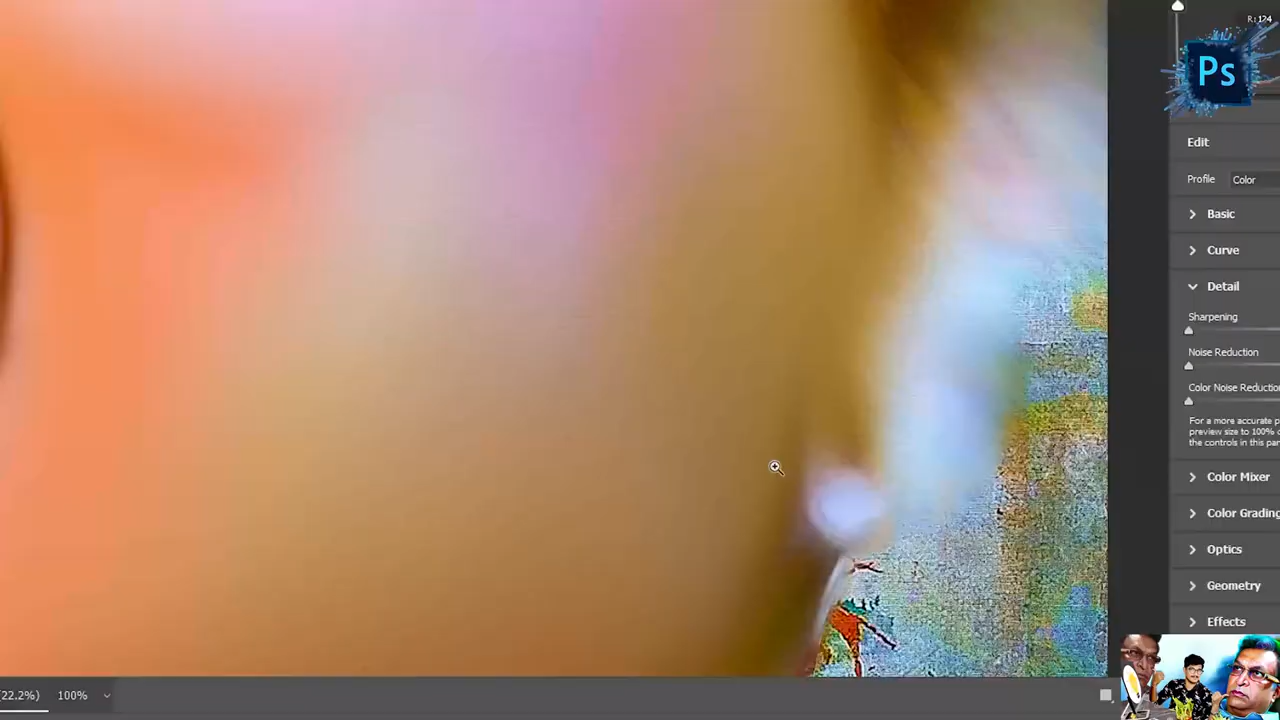 R: 124
Ps
Edit
Profile Color
Basic
Curve
Detail
Sharpening
Noise Reduction
Color Noise Reductio
For a more accurate p
preview size to 100% o
the controls in this pan
Color Mixer
Color Grading
Optics
Geometry
Effects
(22.2%) 100%